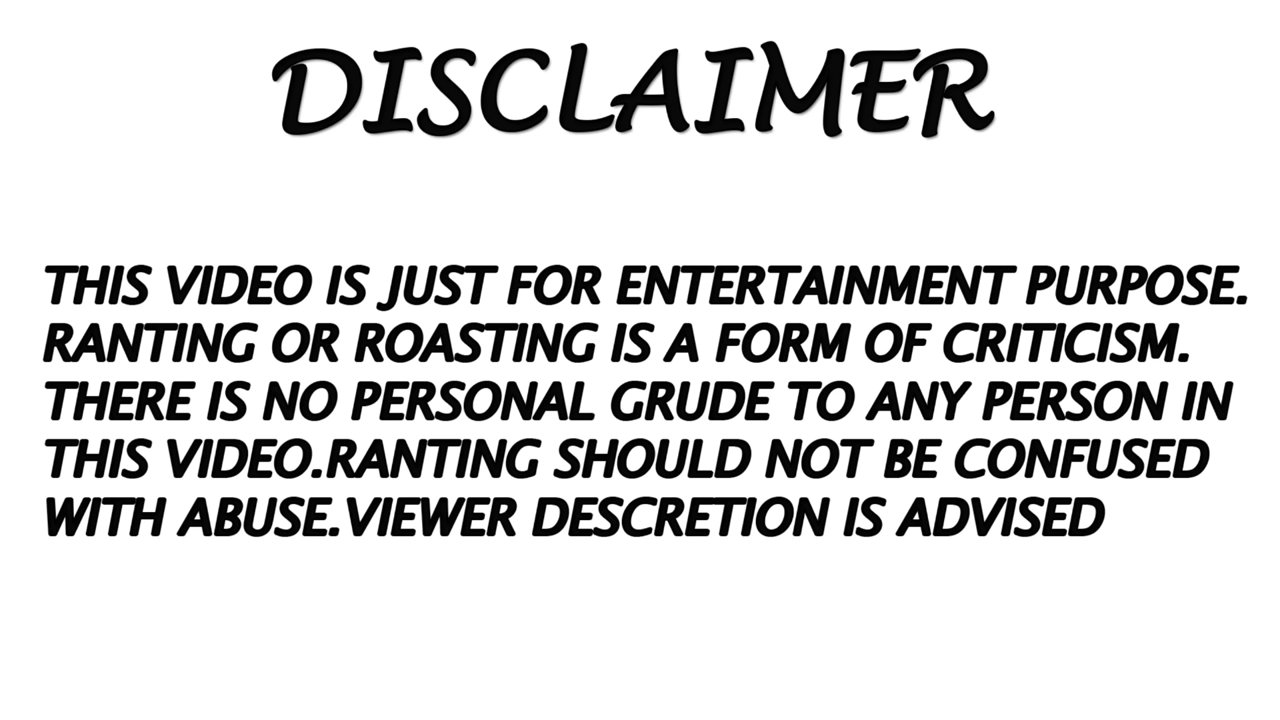 DISCLAIMER
THIS VIDEO IS JUST FOR ENTERTAINMENT PURPOSE.
RANTING OR ROASTING IS A FORM OF CRITICISM.
THERE IS NO PERSONAL GRUDE TO ANY PERSON IN
THIS VIDEO.RANTING SHOULD NOT BE CONFUSED
WITH ABUSE.VIEWER DESCRETION IS ADVISED